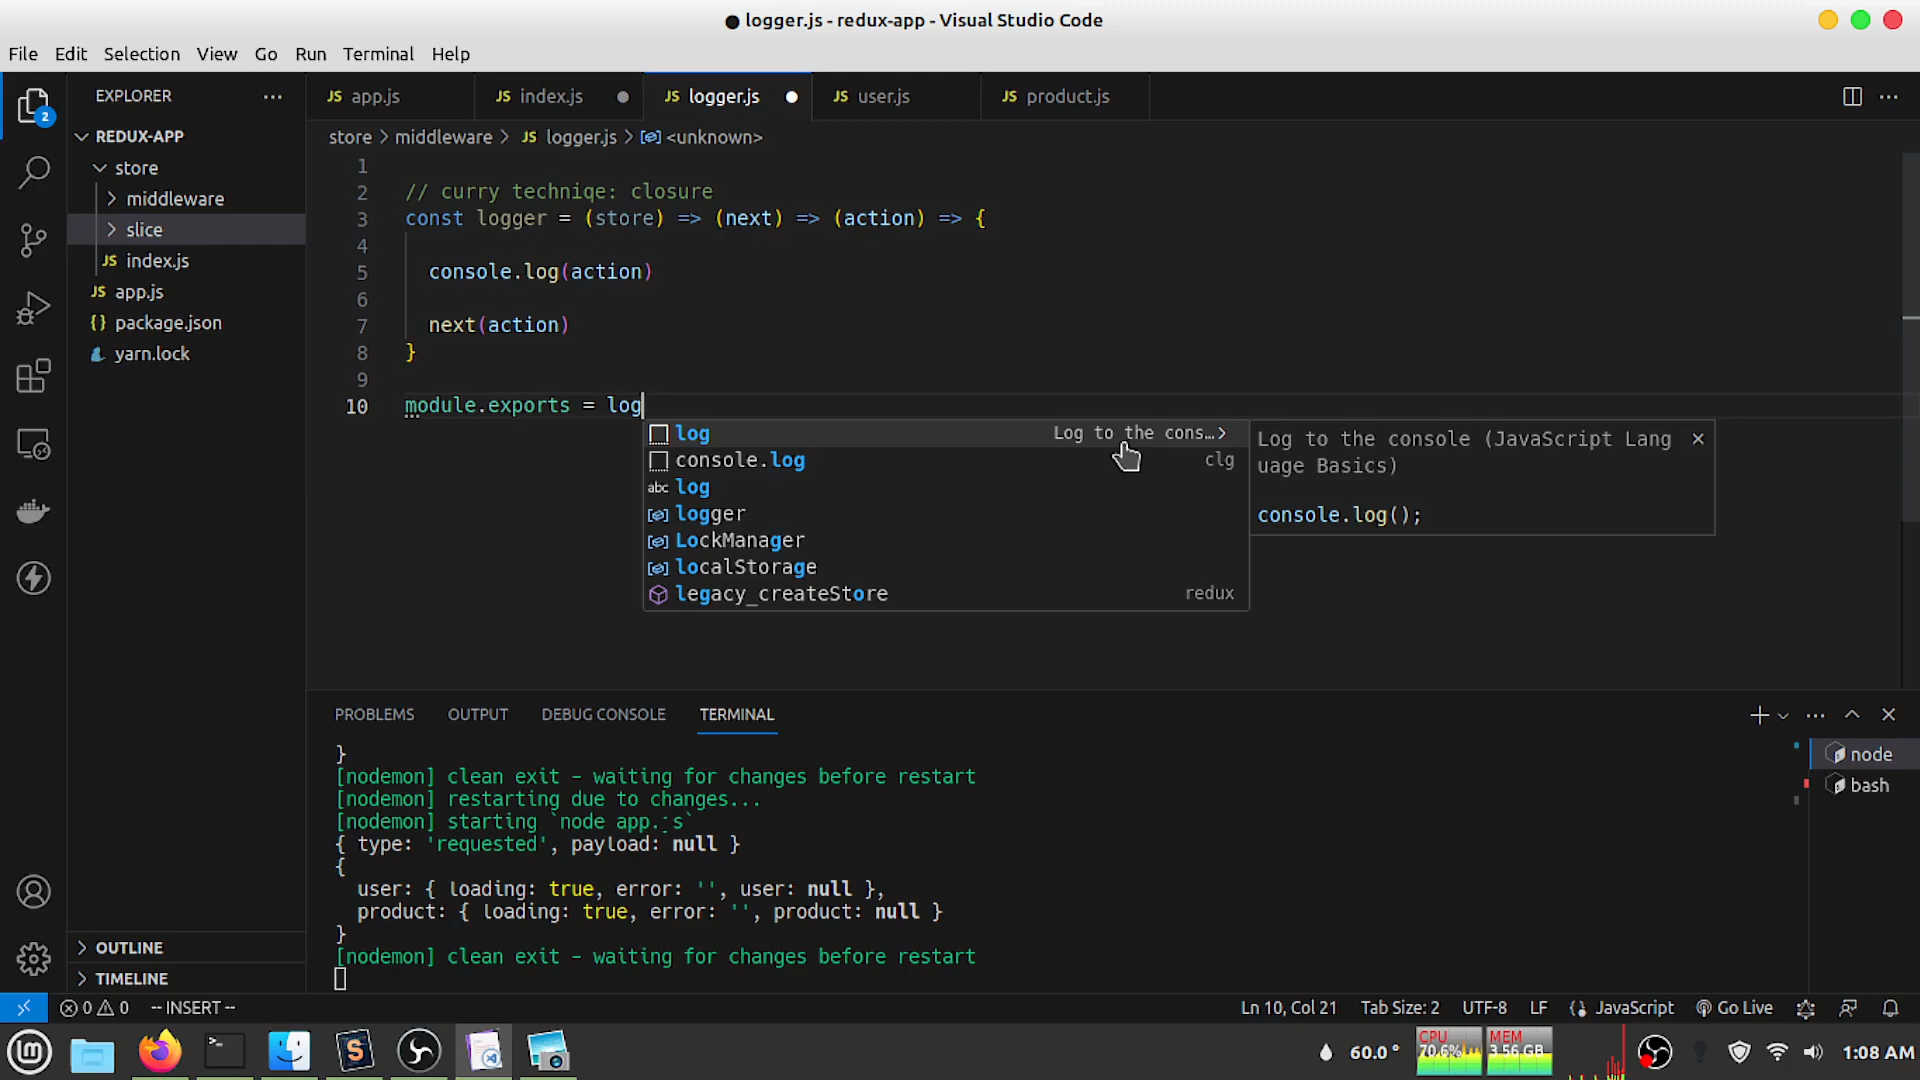 ● logger.js - redux-app - Visual Studio Code
File Edit Selection View Go Run Terminal Help
EXPLORER ···
2
JS app.js
JS index.js ●
JS logger.js ●
JS user.js
JS product.js
REDUX-APP
store > middleware > JS logger.js > <unknown>
store
middleware
slice
JS index.js
JS app.js
{} package.json
yarn.lock
OUTLINE
TIMELINE
1
2 // curry techniqe: closure
3 const logger = (store) => (next) => (action) => {
4
5 console.log(action)
6
7 next(action)
8 }
9
10 module.exports = log
log Log to the cons…>
console.log clg
abc log
logger
LockManager
localStorage
legacy_createStore redux
Log to the console (JavaScript Lang
uage Basics)
console.log();
PROBLEMS OUTPUT DEBUG CONSOLE TERMINAL
}
[nodemon] clean exit - waiting for changes before restart
[nodemon] restarting due to changes...
[nodemon] starting `node app.js`
{ type: 'requested', payload: null }
{
user: { loading: true, error: '', user: null },
product: { loading: true, error: '', product: null }
}
[nodemon] clean exit - waiting for changes before restart
node
bash
0 0 -- INSERT -- Ln 10, Col 21 Tab Size: 2 UTF-8 LF {} JavaScript Go Live
60.0° CPU 70.6% MEM 3.56 GB 1:08 AM